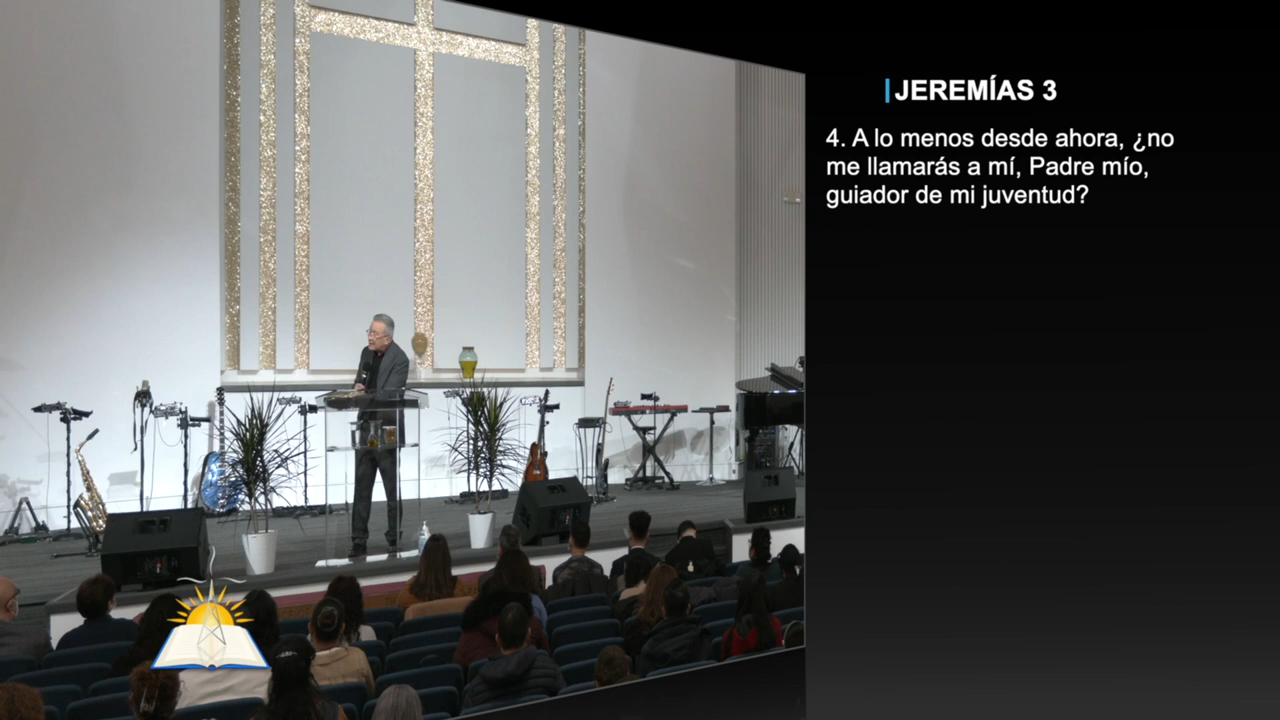 JEREMÍAS 3
4. A lo menos desde ahora, ¿no
me llamarás a mí, Padre mío,
guiador de mi juventud?